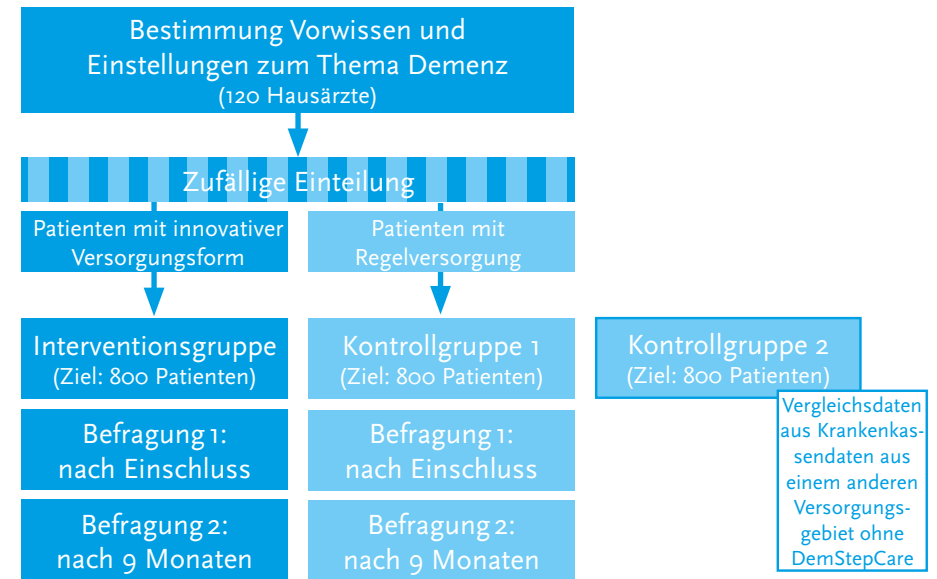 Bestimmung Vorwissen und
Einstellungen zum Thema Demenz
(120 Hausärzte)
Zufällige Einteilung
Patienten mit innovativer
Versorgungsform
Patienten mit
Regelversorgung
Interventionsgruppe
(Ziel: 800 Patienten)
Kontrollgruppe 1
(Ziel: 800 Patienten)
Kontrollgruppe 2
(Ziel: 800 Patienten)
Vergleichsdaten
aus Krankenkas-
sendaten aus
einem anderen
Versorgungs-
gebiet ohne
DemStepCare
Befragung 1:
nach Einschluss
Befragung 1:
nach Einschluss
Befragung 2:
nach 9 Monaten
Befragung 2:
nach 9 Monaten